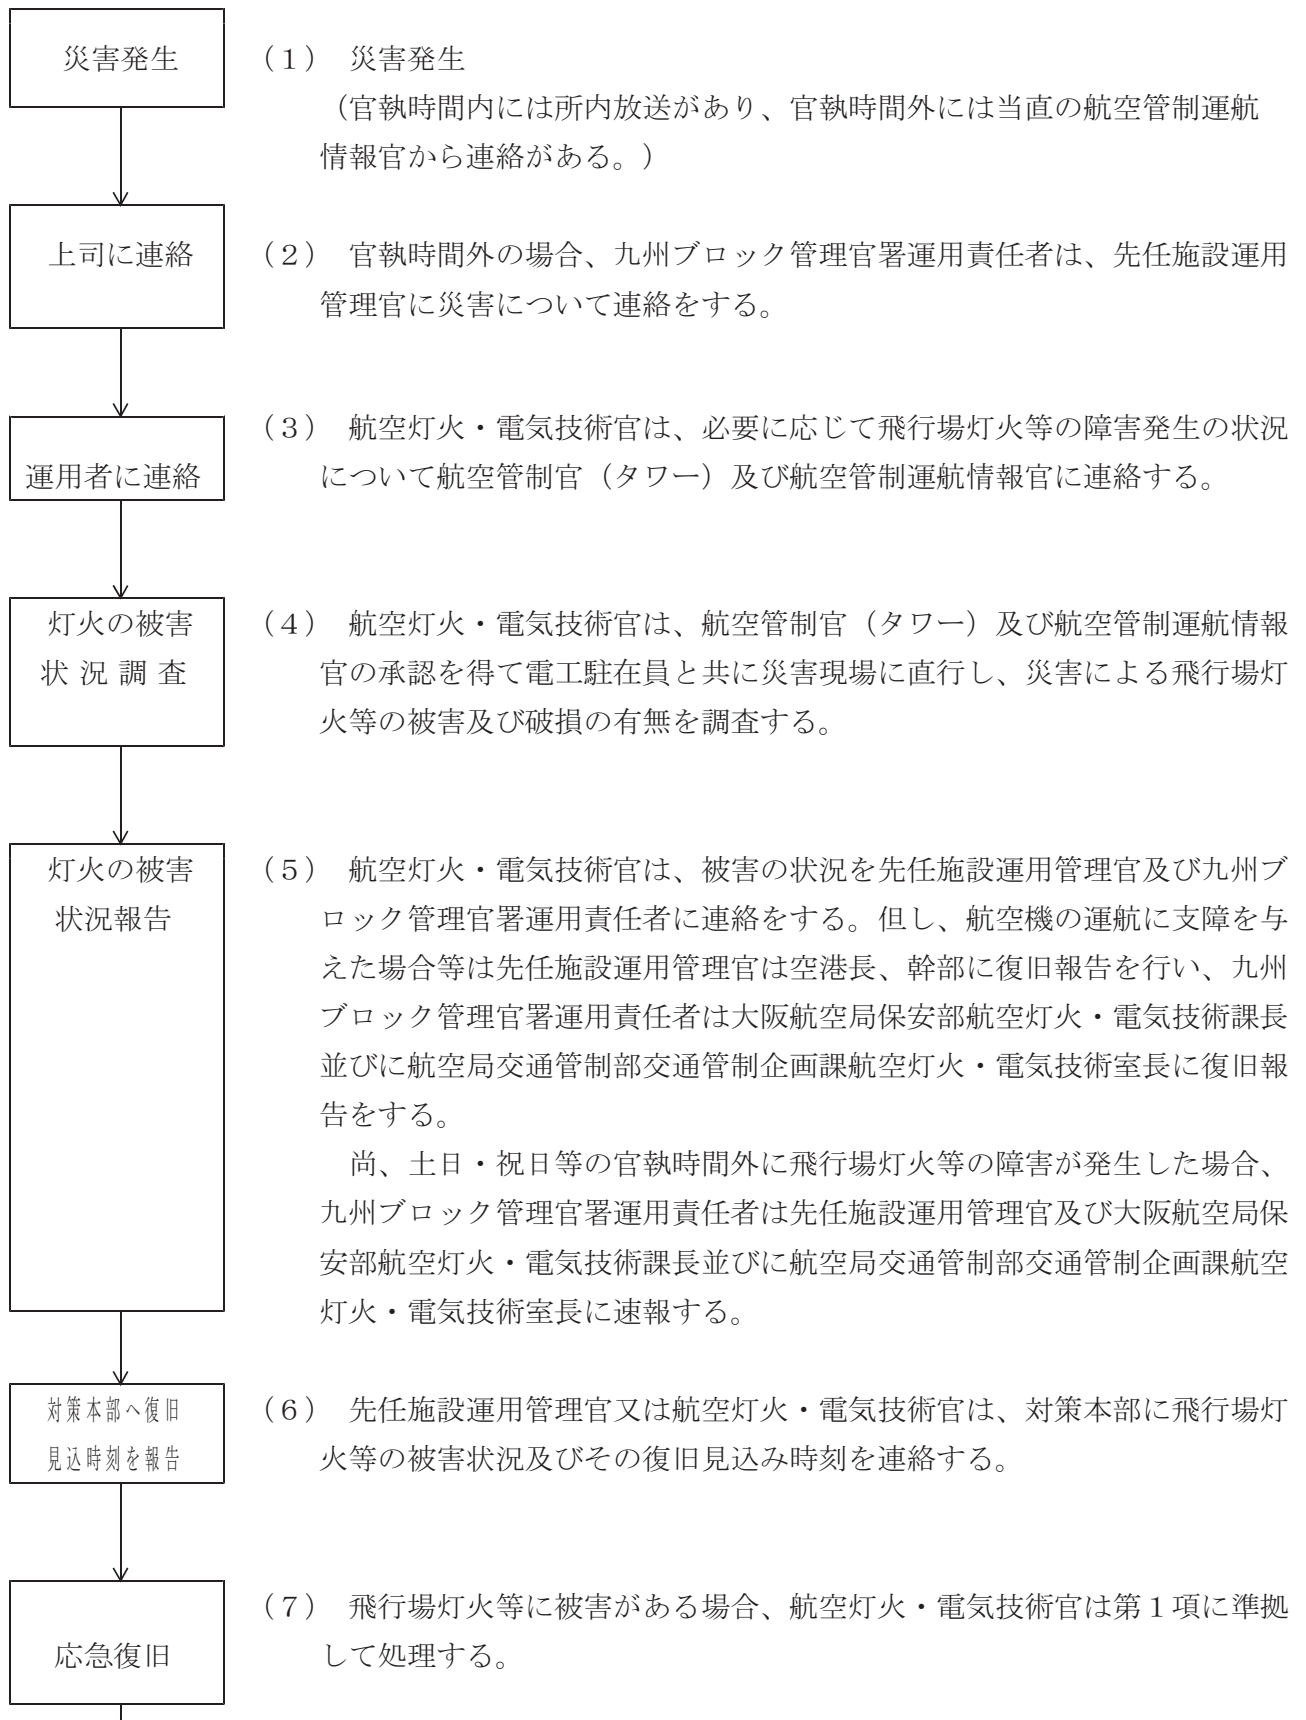 災害発生
（１） 災害発生
（官執時間内には所内放送があり、官執時間外には当直の航空管制運航
情報官から連絡がある。）
上司に連絡
（２） 官執時間外の場合、九州ブロック管理官署運用責任者は、先任施設運用
管理官に災害について連絡をする。
運用者に連絡
（３） 航空灯火・電気技術官は、必要に応じて飛行場灯火等の障害発生の状況
について航空管制官（タワー）及び航空管制運航情報官に連絡する。
灯火の被害
状 況 調 査
（４） 航空灯火・電気技術官は、航空管制官（タワー）及び航空管制運航情報
官の承認を得て電工駐在員と共に災害現場に直行し、災害による飛行場灯
火等の被害及び破損の有無を調査する。
灯火の被害
状況報告
（５） 航空灯火・電気技術官は、被害の状況を先任施設運用管理官及び九州ブ
ロック管理官署運用責任者に連絡をする。但し、航空機の運航に支障を与
えた場合等は先任施設運用管理官は空港長、幹部に復旧報告を行い、九州
ブロック管理官署運用責任者は大阪航空局保安部航空灯火・電気技術課長
並びに航空局交通管制部交通管制企画課航空灯火・電気技術室長に復旧報
告をする。
尚、土日・祝日等の官執時間外に飛行場灯火等の障害が発生した場合、
九州ブロック管理官署運用責任者は先任施設運用管理官及び大阪航空局保
安部航空灯火・電気技術課長並びに航空局交通管制部交通管制企画課航空
灯火・電気技術室長に速報する。
対策本部へ復旧
見込時刻を報告
（６） 先任施設運用管理官又は航空灯火・電気技術官は、対策本部に飛行場灯
火等の被害状況及びその復旧見込み時刻を連絡する。
応急復旧
（７） 飛行場灯火等に被害がある場合、航空灯火・電気技術官は第１項に準拠
して処理する。